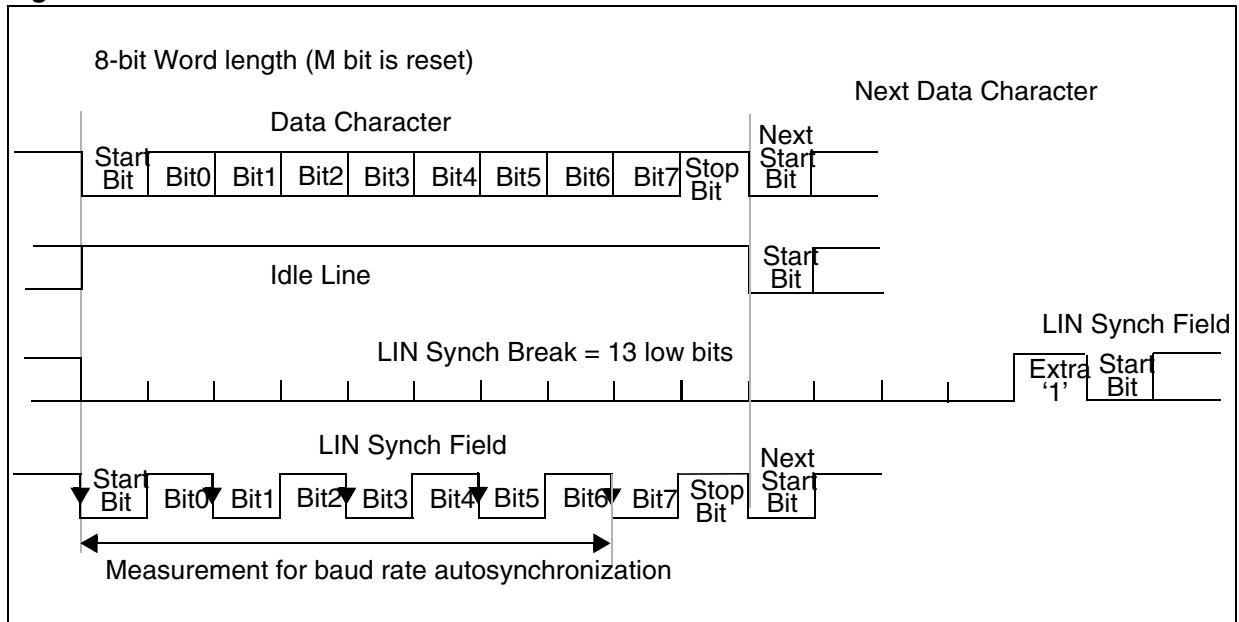 8-bit Word length (M bit is reset)
Next Data Character
Data Character
Start Bit
Bit0
Bit1
Bit2
Bit3
Bit4
Bit5
Bit6
Bit7
Stop Bit
Next Start Bit
Idle Line
Start Bit
LIN Synch Field
LIN Synch Break = 13 low bits
Extra ‘1’
Start Bit
LIN Synch Field
Start Bit
Bit0
Bit1
Bit2
Bit3
Bit4
Bit5
Bit6
Bit7
Stop Bit
Next Start Bit
Measurement for baud rate autosynchronization